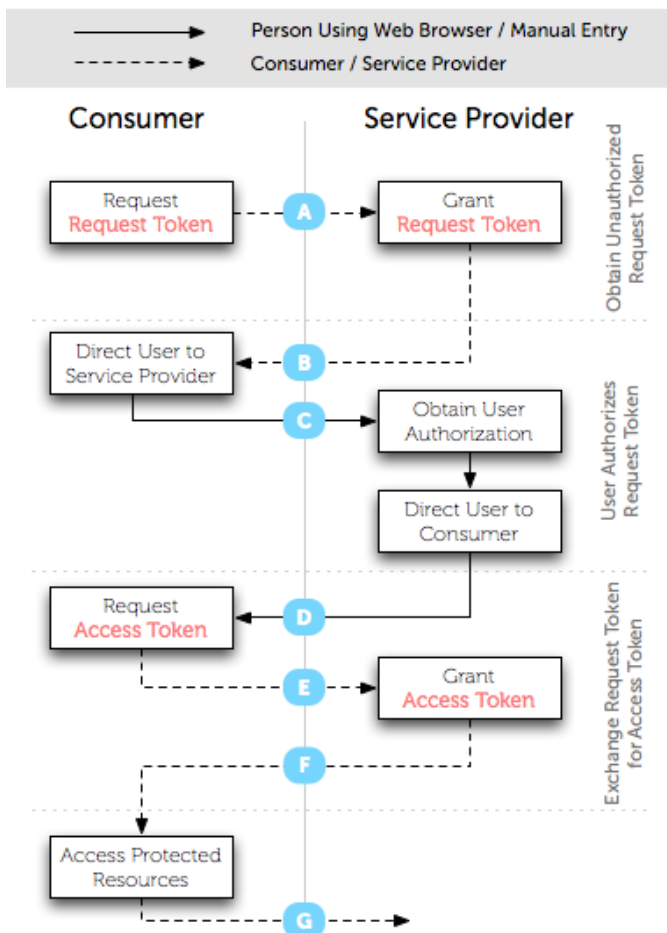 Person Using Web Browser / Manual Entry
Consumer / Service Provider
Consumer
Service Provider
Request
Request Token
A
Grant
Request Token
Obtain Unauthorized
Request Token
Direct User to
Service Provider
B
C
Obtain User
Authorization
Direct User to
Consumer
User Authorizes
Request Token
Request
Access Token
D
E
Grant
Access Token
F
Exchange Request Token
for Access Token
Access Protected
Resources
G